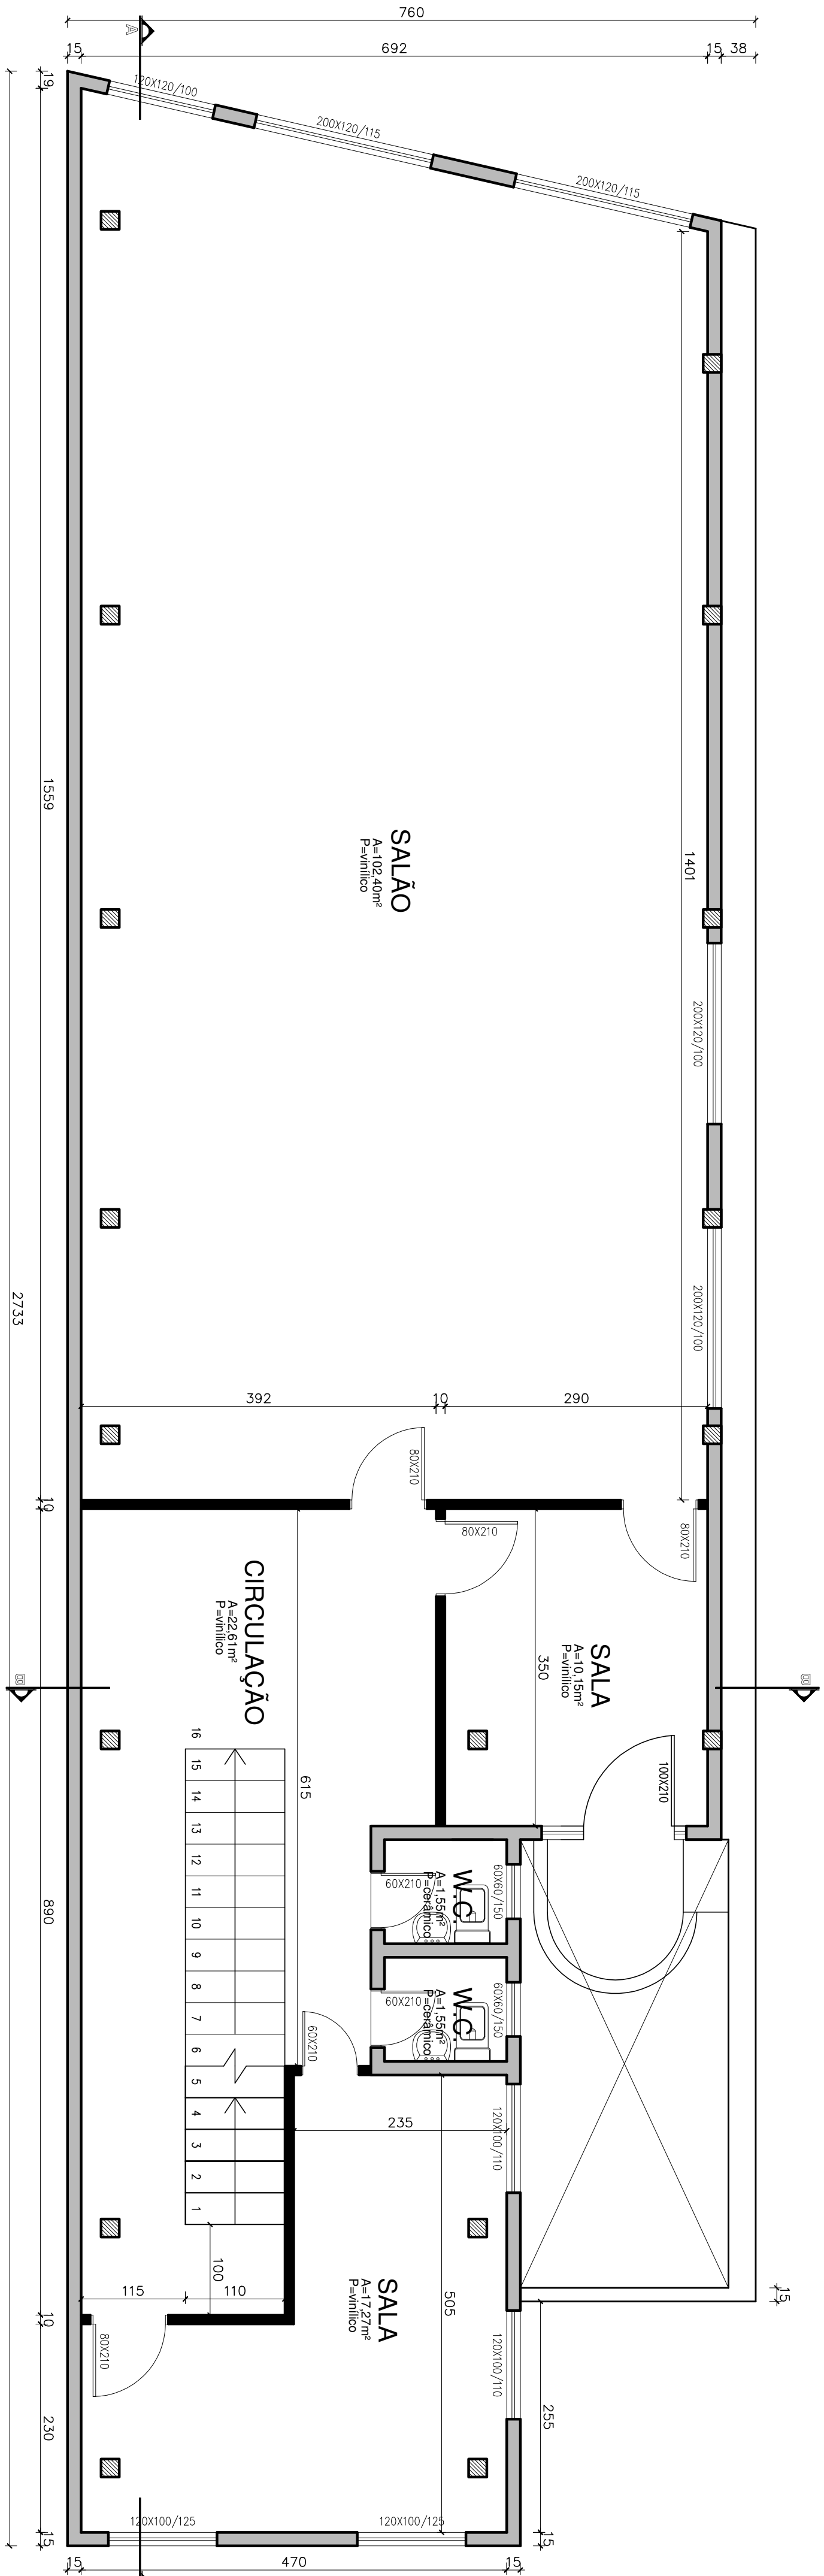 760
A
15
692
15
38
19
120X120/100
200X120/115
200X120/115
1401
1559
SALÃO
A=102,40m²
P=vinílico
200X120/100
200X120/100
2733
392
10
290
80X210
10
80X210
80X210
CIRCULAÇÃO
A=22,61m²
P=vinílico
SALA
A=10,15m²
P=vinílico
350
B
B
100X210
615
16
15
14
13
12
11
10
9
8
7
6
5
4
3
2
1
890
W.C.
A=1,55m²
P=cerâmico
60X210
60X60/150
W.C.
A=1,55m²
P=cerâmico
60X210
60X60/150
60X210
235
120X100/110
100
115
110
SALA
A=17,27m²
P=vinílico
505
15
10
80X210
120X100/110
255
230
120X100/125
120X100/125
15
15
15
470
15